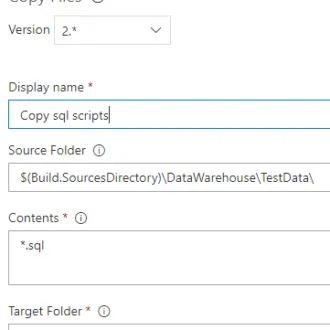 Copy Files
Version 2.*
Display name *
Copy sql scripts
Source Folder
$(Build.SourcesDirectory)\DataWarehouse\TestData\
Contents *
*.sql
Target Folder *